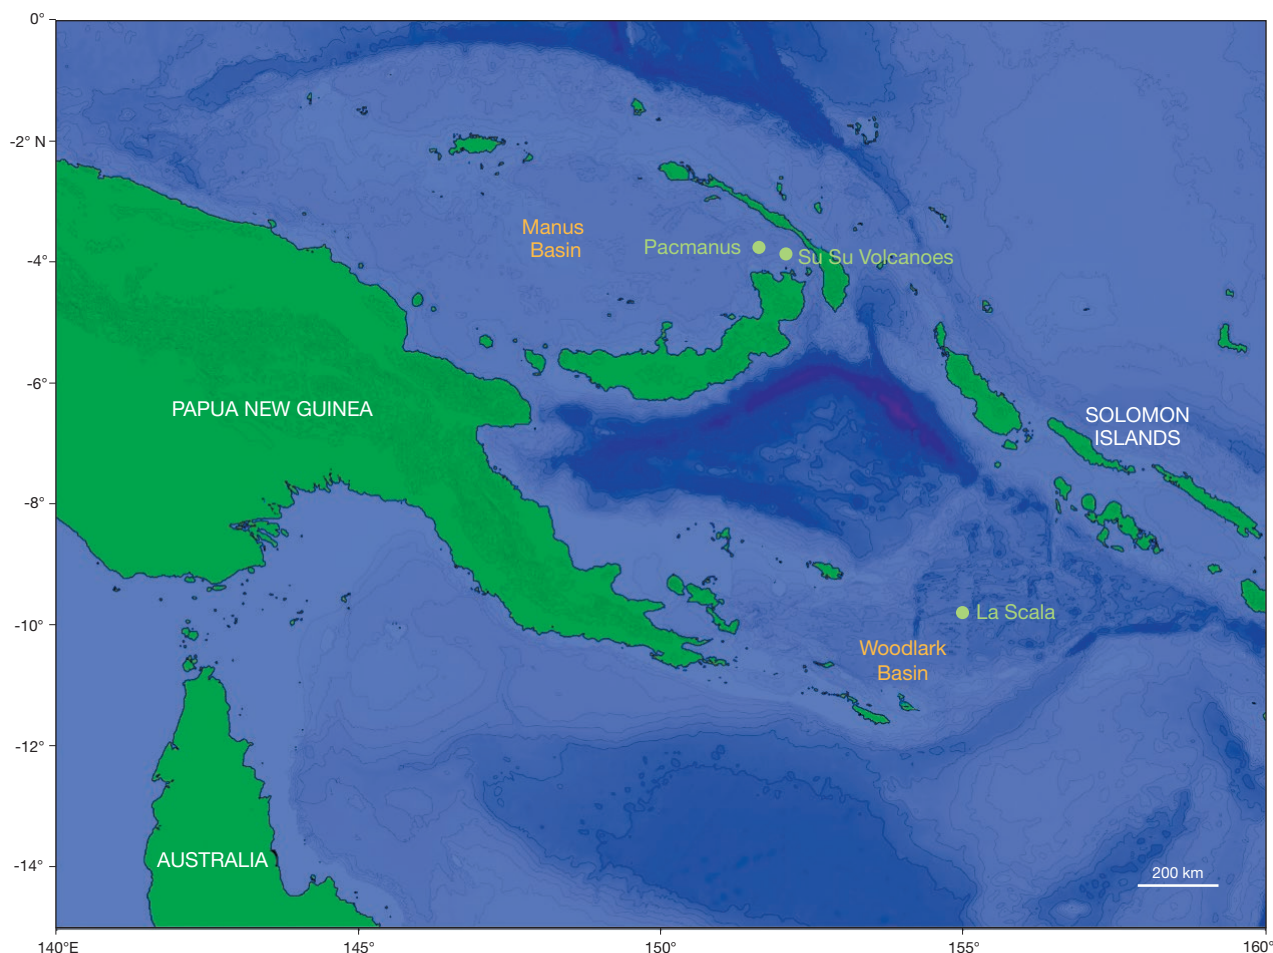 0°
-2° N
Manus
Basin
Pacmanus
Su Su Volcanoes
-4°
-6°
PAPUA NEW GUINEA
SOLOMON
ISLANDS
-8°
La Scala
-10°
Woodlark
Basin
-12°
AUSTRALIA
-14°
200 km
140°E
145°
150°
155°
160°